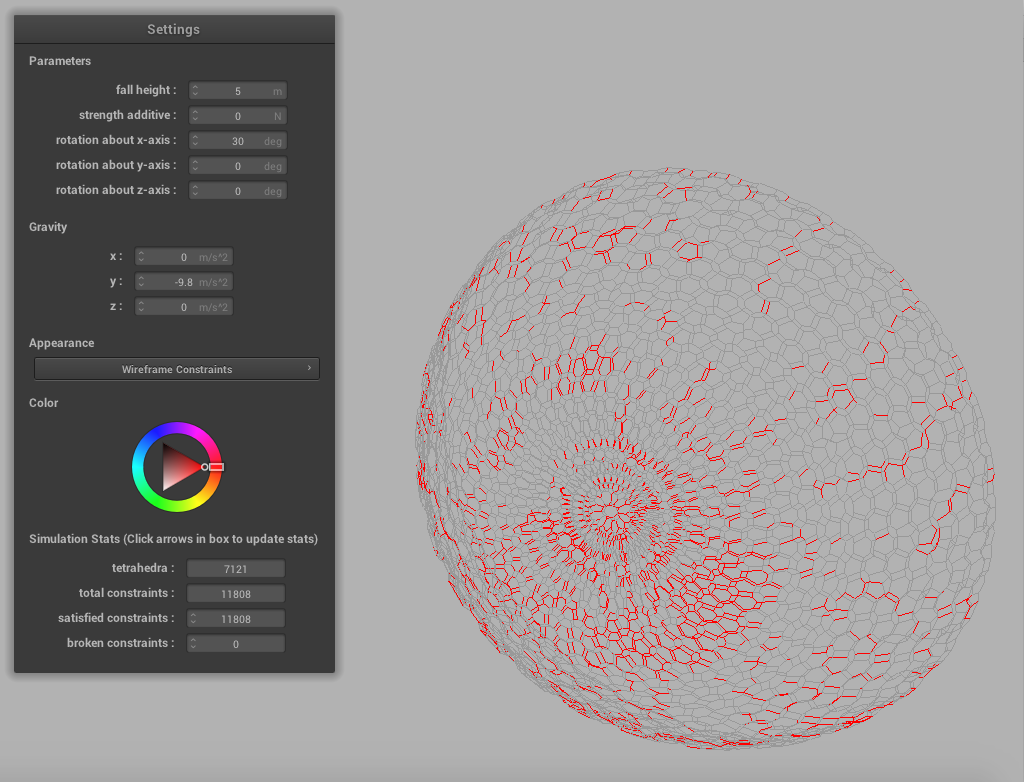 Settings
Parameters
fall height : 5 m
strength additive : 0 N
rotation about x-axis : 30 deg
rotation about y-axis : 0 deg
rotation about z-axis : 0 deg
Gravity
x : 0 m/s^2
y : -9.8 m/s^2
z : 0 m/s^2
Appearance
Wireframe Constraints ›
Color
Simulation Stats (Click arrows in box to update stats)
tetrahedra : 7121
total constraints : 11808
satisfied constraints : 11808
broken constraints : 0